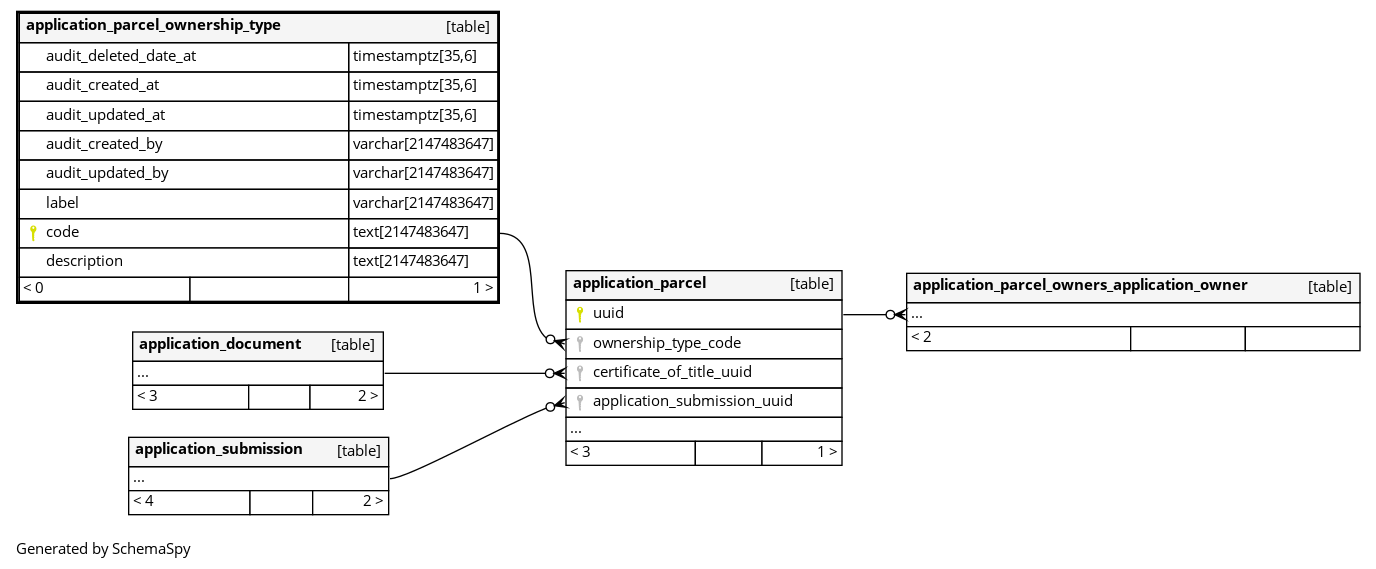 application_parcel_ownership_type [table]
audit_deleted_date_at timestamptz[35,6]
audit_created_at timestamptz[35,6]
audit_updated_at timestamptz[35,6]
audit_created_by varchar[2147483647]
audit_updated_by varchar[2147483647]
label varchar[2147483647]
code text[2147483647]
description text[2147483647]
< 0 1 >
application_document [table]
...
< 3 2 >
application_submission [table]
...
< 4 2 >
application_parcel [table]
uuid
ownership_type_code
certificate_of_title_uuid
application_submission_uuid
...
< 3 1 >
application_parcel_owners_application_owner [table]
...
< 2
Generated by SchemaSpy